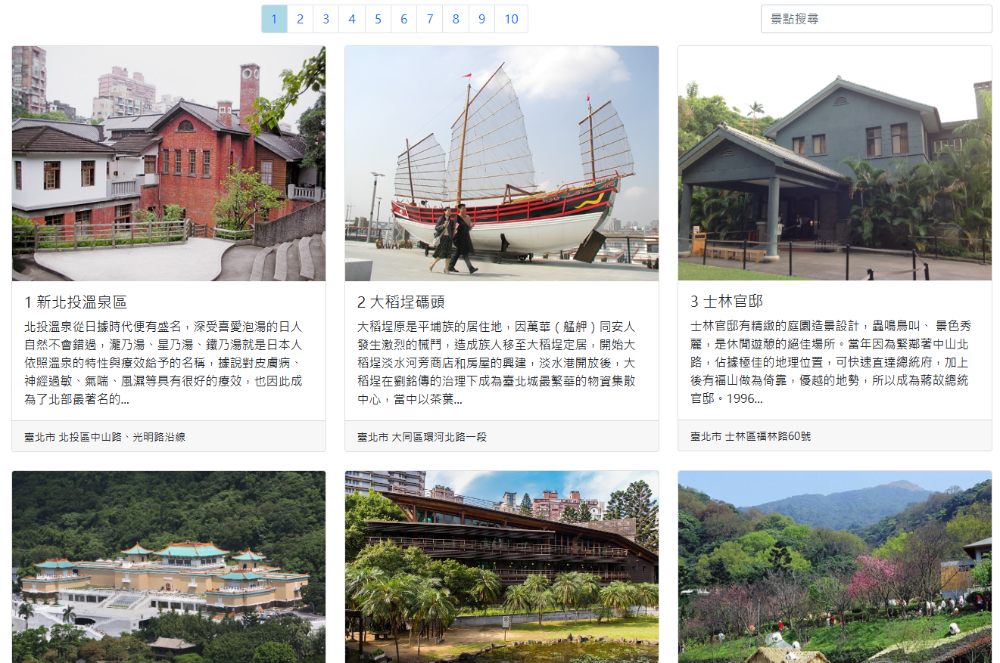 1 2 3 4 5 6 7 8 9 10
景點搜尋
1 新北投溫泉區
北投溫泉從日據時代便有盛名，深受喜愛泡湯的日人
自然不會錯過，瀧乃湯、星乃湯、鐵乃湯就是日本人
依照溫泉的特性與療效給予的名稱，據說對皮膚病、
神經過敏、氣喘、風濕等具有很好的療效，也因此成
為了北部最著名的...
臺北市 北投區中山路、光明路沿線
2 大稻埕碼頭
大稻埕原是平埔族的居住地，因萬華（艋舺）同安人
發生激烈的械鬥，造成族人移至大稻埕定居，開始大
稻埕淡水河旁商店和房屋的興建，淡水港開放後，大
稻埕在劉銘傳的治理下成為臺北城最繁華的物資集散
中心，當中以茶葉...
臺北市 大同區環河北路一段
3 士林官邸
士林官邸有精緻的庭園造景設計，蟲鳴鳥叫、 景色秀
麗，是休閒遊憩的絕佳場所。當年因為緊鄰著中山北
路，佔據極佳的地理位置，可快速直達總統府，加上
後有福山做為倚靠，優越的地勢，所以成為蔣故總統
官邸。1996...
臺北市 士林區福林路60號